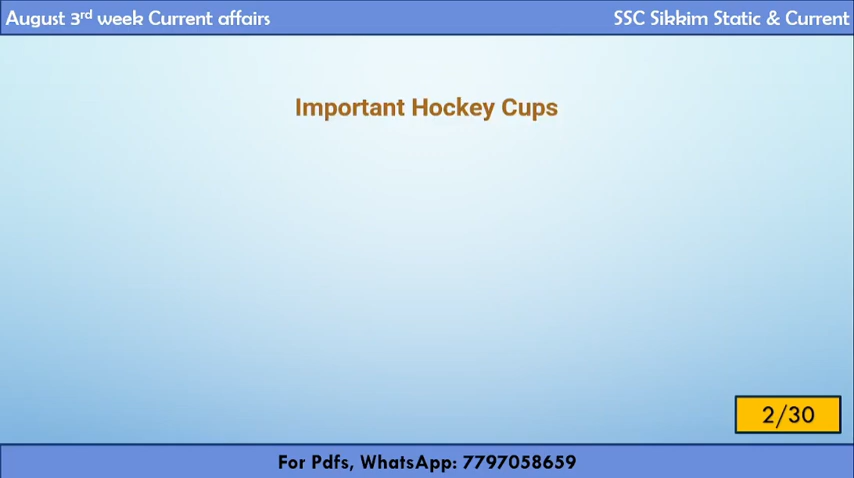 August 3rd week Current affairs
SSC Sikkim Static & Current
Important Hockey Cups
2/30
For Pdfs, WhatsApp: 7797058659